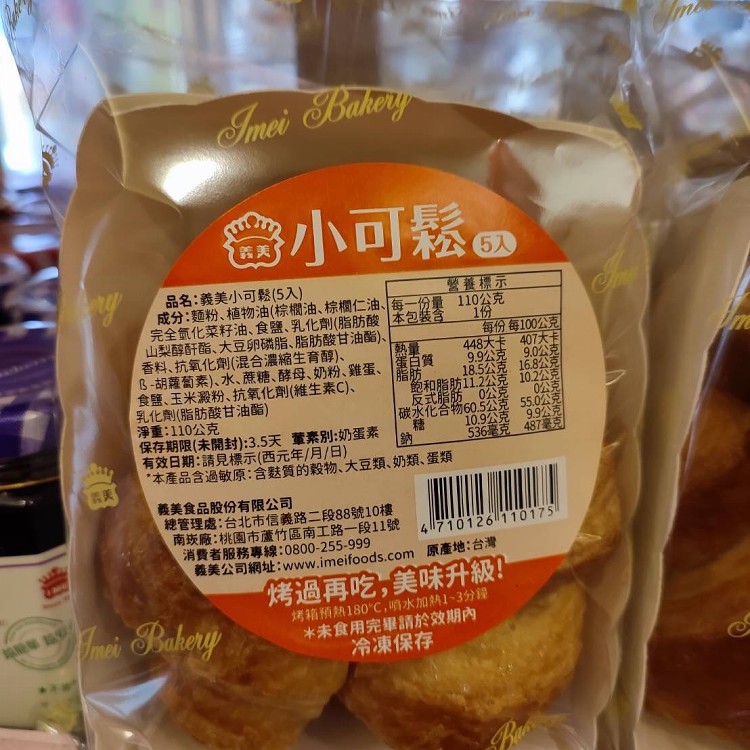 Imei Bakery
義美
小可鬆 5入
品名:義美小可鬆(5入)
成分:麵粉、植物油(棕櫚油、棕櫚仁油、
完全氫化菜籽油、食鹽、乳化劑(脂肪酸
山梨醇酐酯、大豆卵磷脂、脂肪酸甘油酯)、
香料、抗氧化劑(混合濃縮生育醇)、
ß-胡蘿蔔素)、水、蔗糖、酵母、奶粉、雞蛋、
食鹽、玉米澱粉、抗氧化劑(維生素C)、
乳化劑(脂肪酸甘油酯)
淨重:110公克
保存期限(未開封):3.5天 葷素別:奶蛋素
有效日期:請見標示(西元年/月/日)
*本產品含過敏原:含麩質的穀物、大豆類、奶類、蛋類
營養標示
每一份量 110公克
本包裝含 1份
每份 每100公克
熱量 448大卡 407大卡
蛋白質 9.9公克 9.0公克
脂肪 18.5公克 16.8公克
飽和脂肪 11.2公克 10.2公克
反式脂肪 0公克 0公克
碳水化合物 60.5公克 55.0公克
糖 10.9公克 9.9公克
鈉 536毫克 487毫克
義美食品股份有限公司
總管理處:台北市信義路二段88號10樓
南崁廠:桃園市蘆竹區南工路一段11號
消費者服務專線:0800-255-999
義美公司網址:www.imeifoods.com 原產地:台灣
4 710126 110175
烤過再吃,美味升級!
烤箱預熱180°C,噴水加熱1~3分鐘
*未食用完畢請於效期內
冷凍保存
義美
Imei Bakery